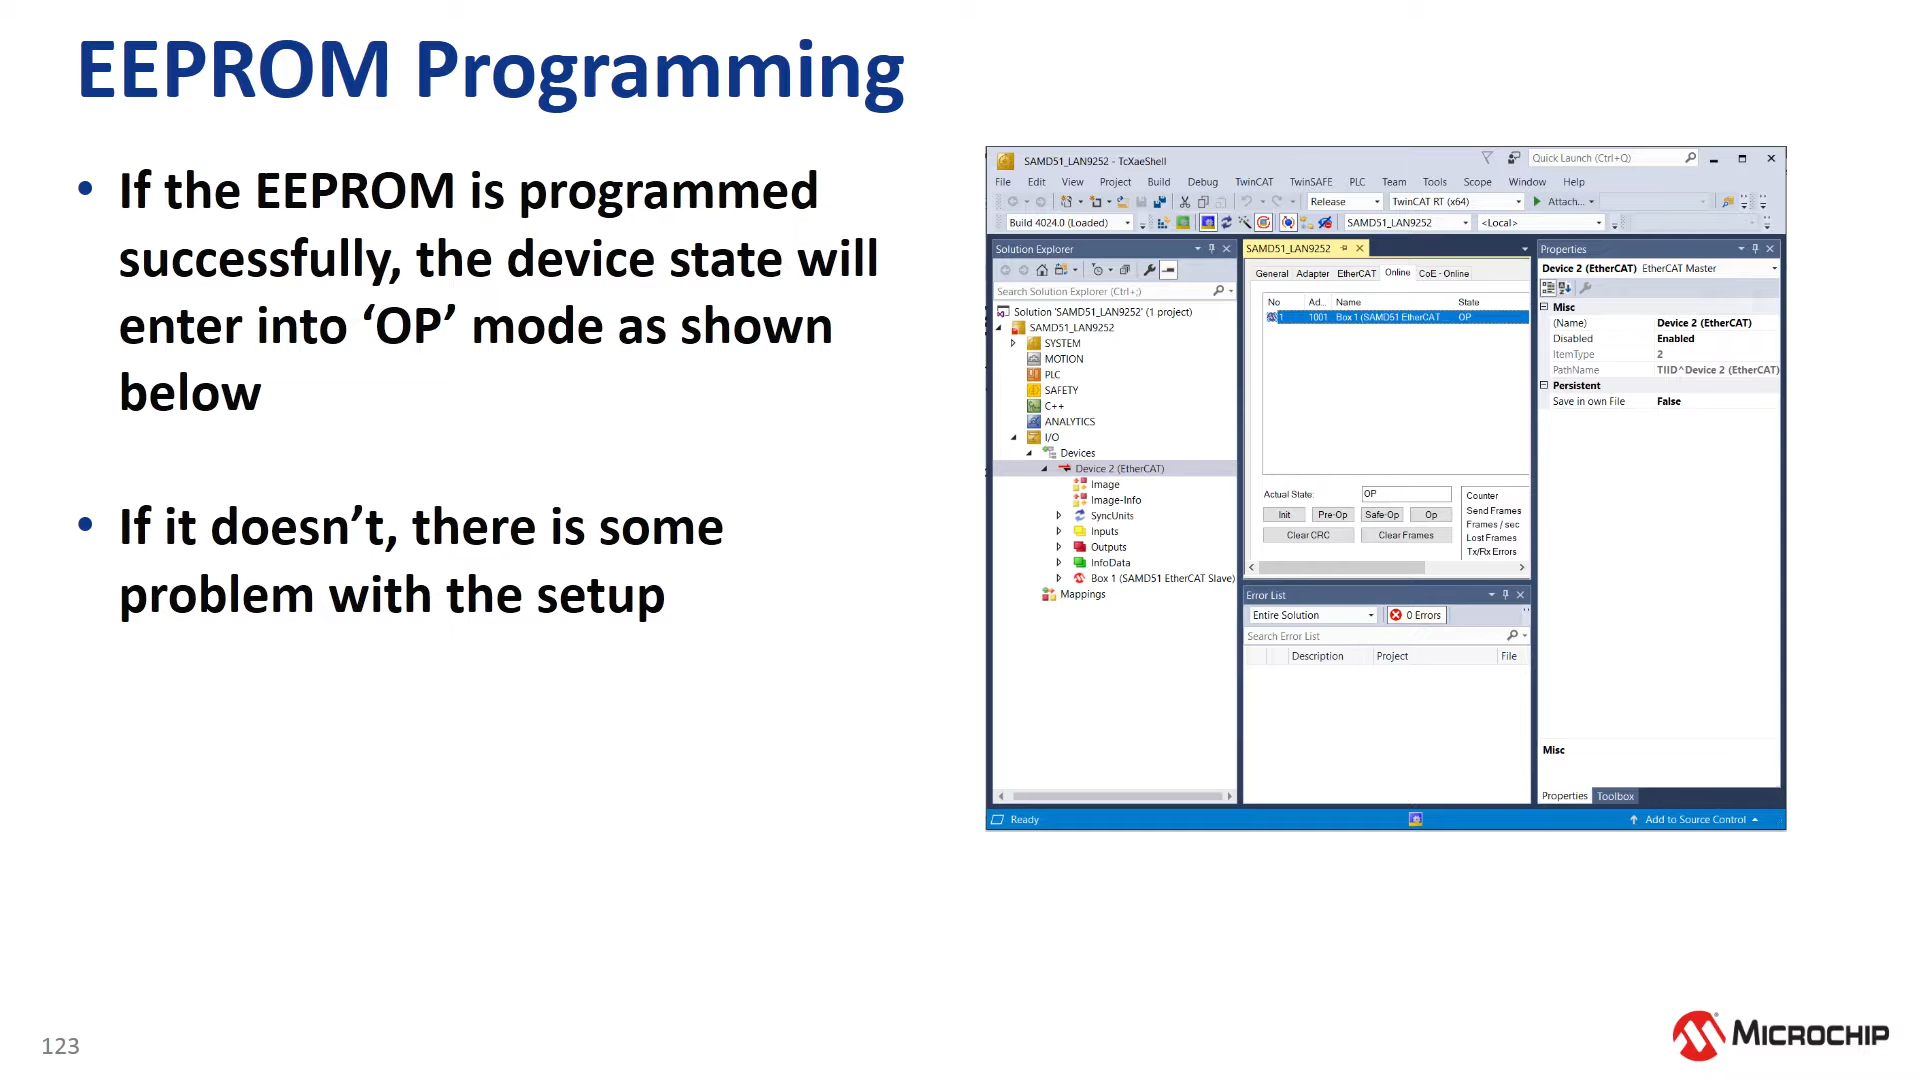 EEPROM Programming
• If the EEPROM is programmed
successfully, the device state will
enter into ‘OP’ mode as shown
below
• If it doesn’t, there is some
problem with the setup
SAMD51_LAN9252 - TcXaeShell
Quick Launch (Ctrl+Q)
File Edit View Project Build Debug TwinCAT TwinSAFE PLC Team Tools Scope Window Help
Release TwinCAT RT (x64) Attach...
Build 4024.0 (Loaded) SAMD51_LAN9252 <Local>
Solution Explorer
Search Solution Explorer (Ctrl+;)
Solution 'SAMD51_LAN9252' (1 project)
SAMD51_LAN9252
SYSTEM
MOTION
PLC
SAFETY
C++
ANALYTICS
I/O
Devices
Device 2 (EtherCAT)
Image
Image-Info
SyncUnits
Inputs
Outputs
InfoData
Box 1 (SAMD51 EtherCAT Slave)
Mappings
SAMD51_LAN9252
General Adapter EtherCAT Online CoE - Online
No Ad... Name State
1 1001 Box 1 (SAMD51 EtherCAT ... OP
Actual State: OP
Init Pre-Op Safe-Op Op
Clear CRC Clear Frames
Counter
Send Frames
Frames / sec
Lost Frames
Tx/Rx Errors
Error List
Entire Solution 0 Errors
Search Error List
Description Project File
Properties
Device 2 (EtherCAT) EtherCAT Master
Misc
(Name) Device 2 (EtherCAT)
Disabled Enabled
ItemType 2
PathName TIID^Device 2 (EtherCAT)
Persistent
Save in own File False
Misc
Properties Toolbox
Ready
Add to Source Control
123
MICROCHIP